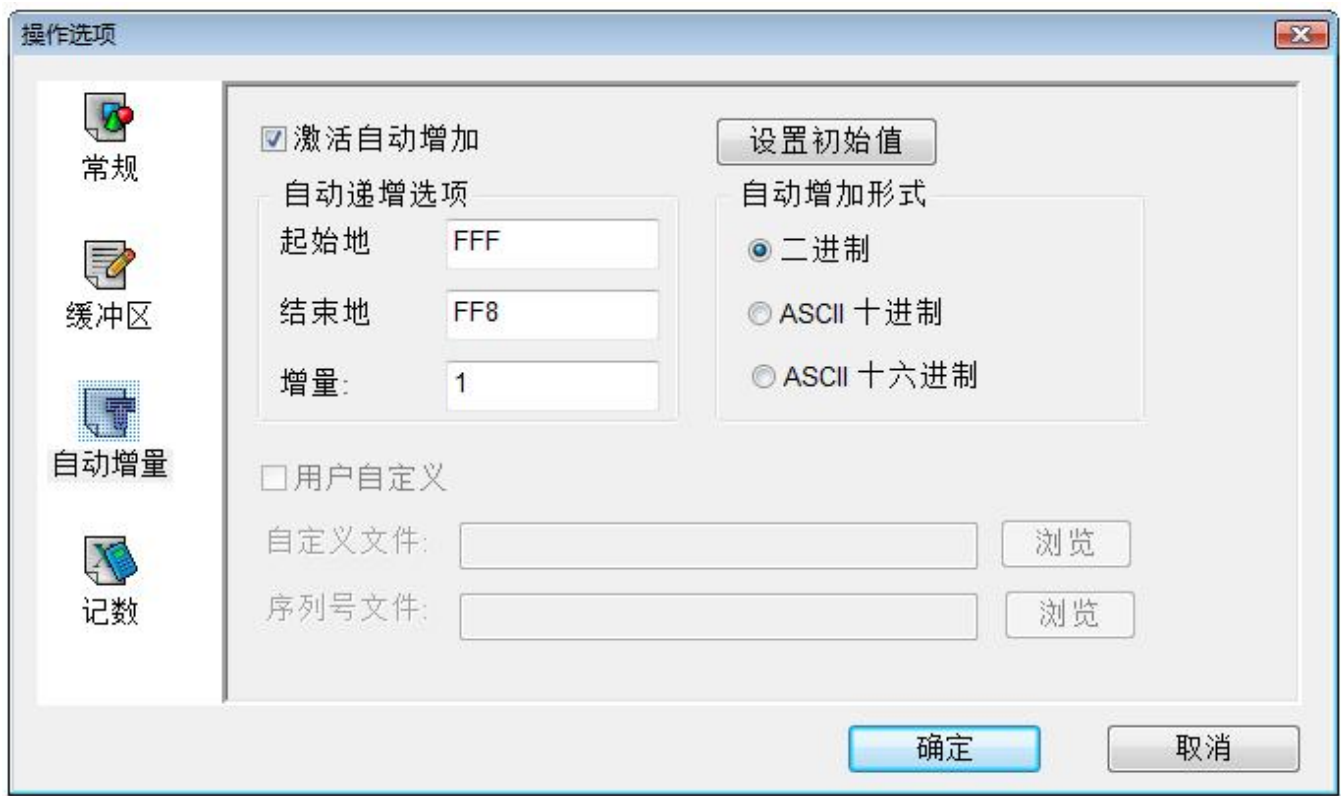 操作选项
常规
缓冲区
自动增量
记数
激活自动增加
设置初始值
自动递增选项
起始地
FFF
结束地
FF8
增量:
1
自动增加形式
二进制
ASCII 十进制
ASCII 十六进制
用户自定义
自定义文件:
浏览
序列号文件:
浏览
确定
取消